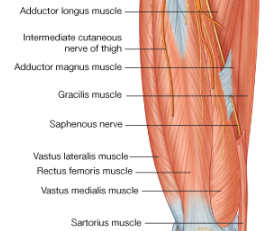 Adductor longus muscle
Intermediate cutaneous
nerve of thigh
Adductor magnus muscle
Gracilis muscle
Saphenous nerve
Vastus lateralis muscle
Rectus femoris muscle
Vastus medialis muscle
Sartorius muscle